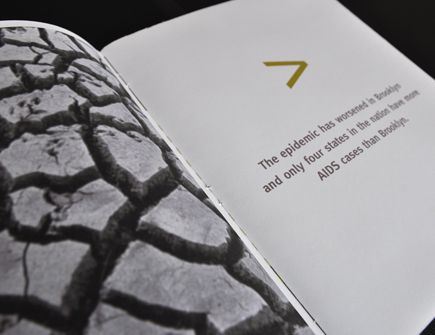 The epidemic has worsened in Brooklyn
and only four states in the nation have more
AIDS cases than Brooklyn.